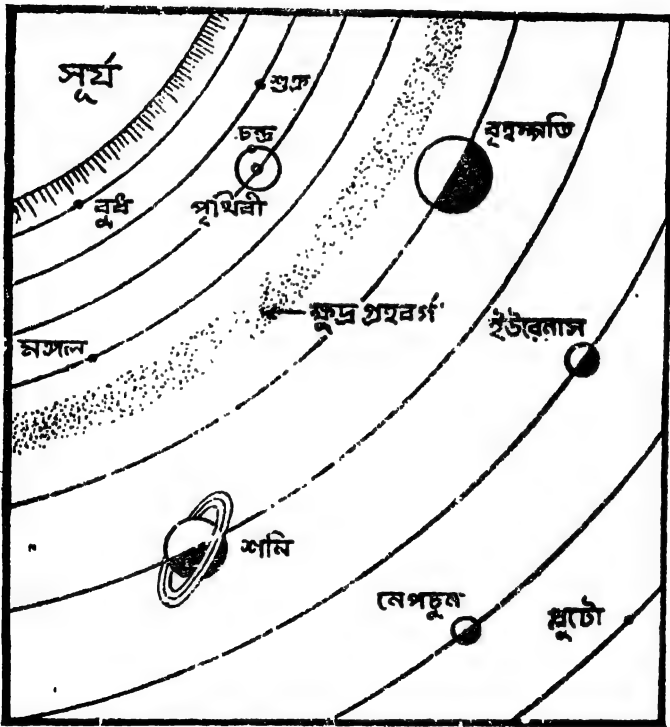 সূর্য
শুক্র
চন্দ্র
বৃহস্পতি
বুধ
পৃথিবী
ক্ষুদ্র গ্রহবর্গ
ইউরেনাস
মঙ্গল
শনি
নেপচুন
প্লুটো